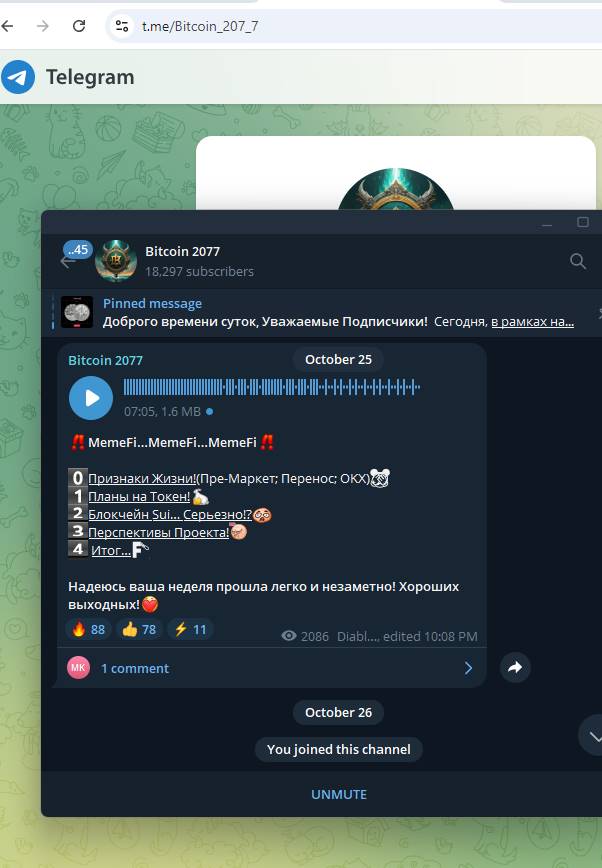 t.me/Bitcoin_207_7
Telegram
..45
Bitcoin 2077
18,297 subscribers
Pinned message
Доброго времени суток, Уважаемые Подписчики! Сегодня, в рамках на...
Bitcoin 2077
October 25
07:05, 1.6 MB
‼️MemeFi...MemeFi...MemeFi‼️
0 Признаки Жизни!(Пре-Маркет; Перенос; OKX)
1 Планы на Токен!
2 Блокчейн Sui... Серьезно!?
3 Перспективы Проекта!
4 Итог...F
Надеюсь ваша неделя прошла легко и незаметно! Хороших
выходных!
88 78 11
2086 Diabl..., edited 10:08 PM
MK 1 comment
October 26
You joined this channel
UNMUTE